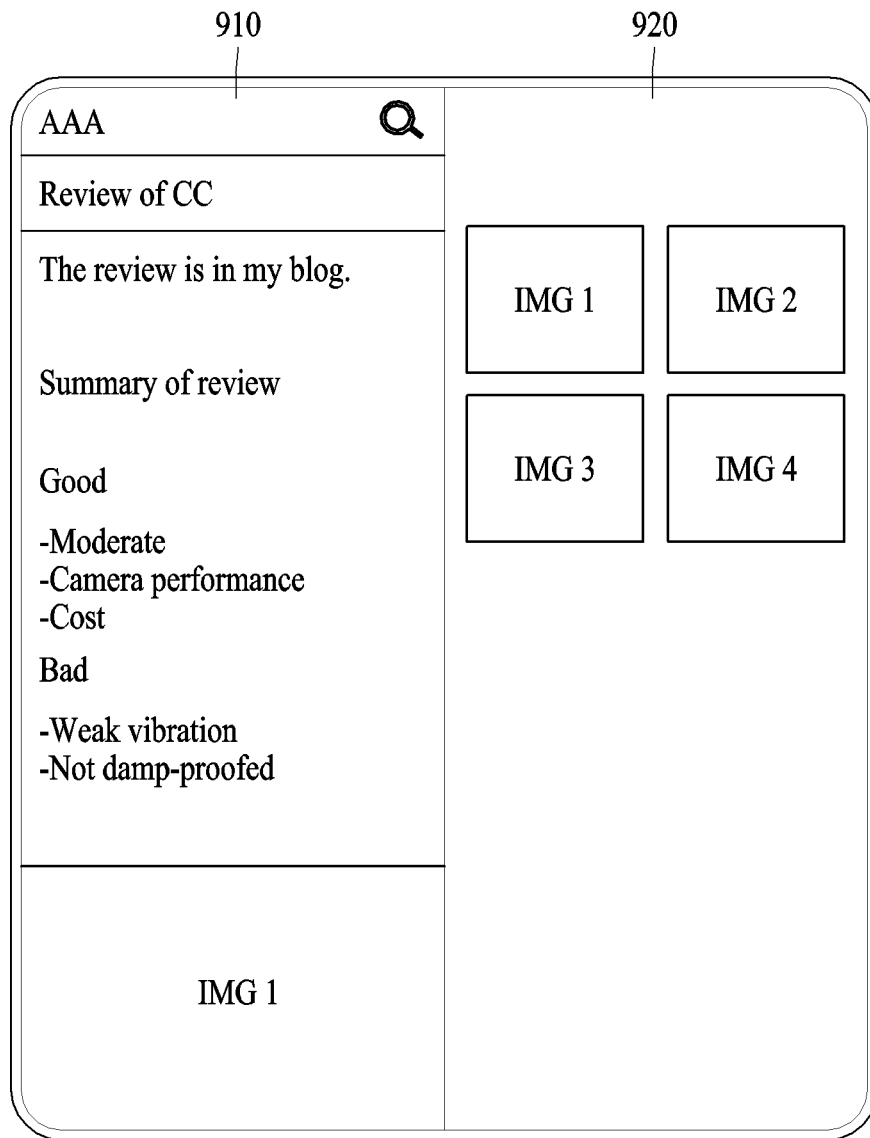 910
920
AAA
Review of CC
The review is in my blog.
Summary of review
Good
-Moderate
-Camera performance
-Cost
Bad
-Weak vibration
-Not damp-proofed
IMG 1
IMG 1
IMG 2
IMG 3
IMG 4